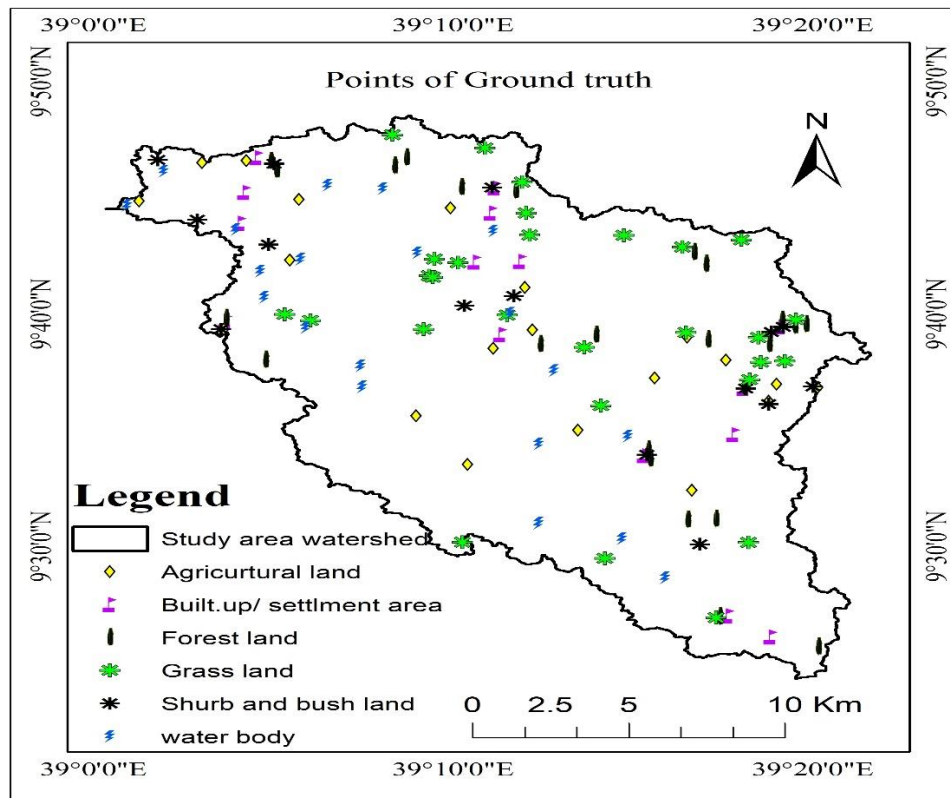 39°0'0"E 39°10'0"E 39°20'0"E
9°50'0"N
9°50'0"N
Points of Ground truth
N
9°40'0"N
9°40'0"N
9°30'0"N
9°30'0"N
Legend
Study area watershed
Agricurtural land
Built.up/ settlment area
Forest land
Grass land
Shurb and bush land
water body
0 2.5 5 10 Km
39°0'0"E 39°10'0"E 39°20'0"E